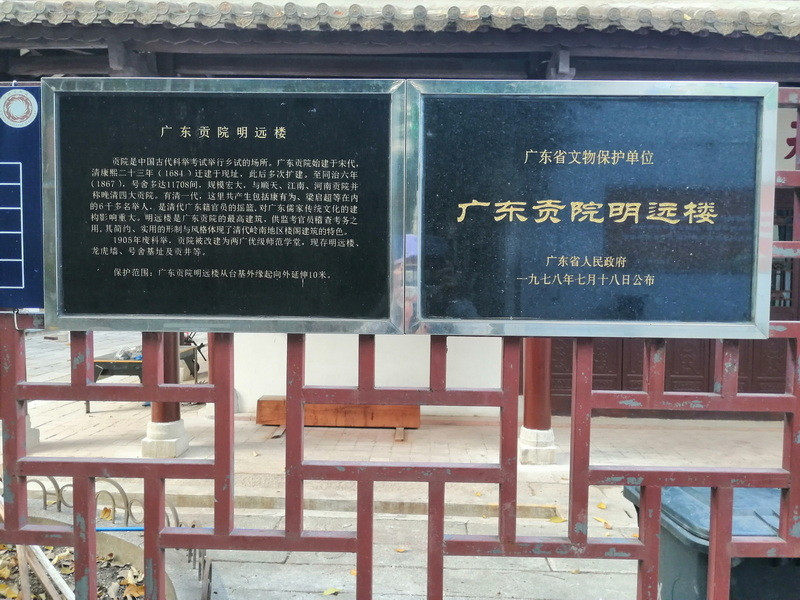 广东贡院明远楼
贡院是中国古代科举考试举行乡试的场所。广东贡院始建于宋代,
清康熙二十三年(1684)迁建于现址,此后多次扩建。至同治六年
(1867),号舍多达11708间,规模宏大,与顺天、江南、河南贡院并
称晚清四大贡院。有清一代,这里共产生包括康有为、梁启超等在内
的6千多名举人,是清代广东籍官员的摇篮,对广东儒家传统文化的建
构影响重大。明远楼是广东贡院的最高建筑,供监考官员稽查考务之
用,其简约、实用的形制与风格体现了清代岭南地区楼阁建筑的特色。
1905年废科举,贡院被改建为两广优级师范学堂,现存明远楼、
龙虎墙、号舍基址及贡井等。
保护范围:广东贡院明远楼从台基外缘起向外延伸10米。
广东省文物保护单位
广东贡院明远楼
广东省人民政府
一九七八年七月十八日公布